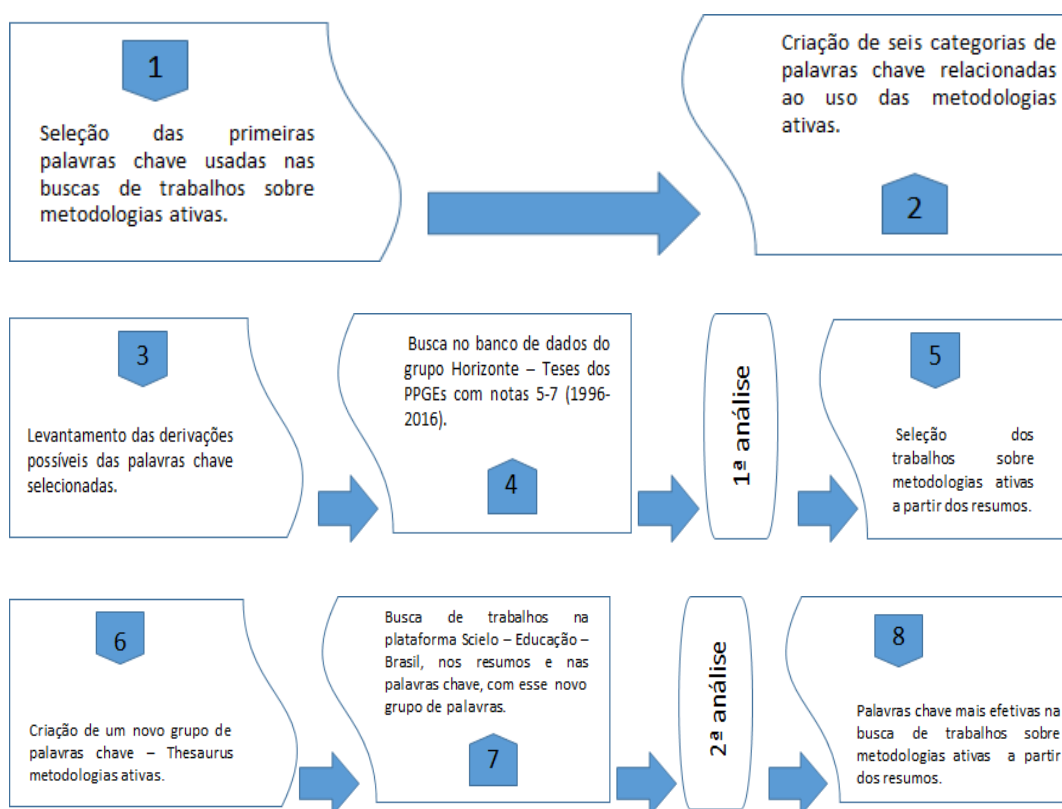 1
Seleção das primeiras
palavras chave usadas nas
buscas de trabalhos sobre
metodologias ativas.
Criação de seis categorias de
palavras chave relacionadas
ao uso das metodologias
ativas.
2
3
Levantamento das derivações
possíveis das palavras chave
selecionadas.
Busca no banco de dados do
grupo Horizonte – Teses dos
PPGEs com notas 5-7 (1996-
2016).
4
1ª análise
5
Seleção dos
trabalhos sobre
metodologias ativas
a partir dos resumos.
6
Criação de um novo grupo de
palavras chave – Thesaurus
metodologias ativas.
Busca de trabalhos na
plataforma Scielo – Educação –
Brasil, nos resumos e nas
palavras chave, com esse novo
grupo de palavras.
7
2ª análise
8
Palavras chave mais efetivas na
busca de trabalhos sobre
metodologias ativas a partir
dos resumos.